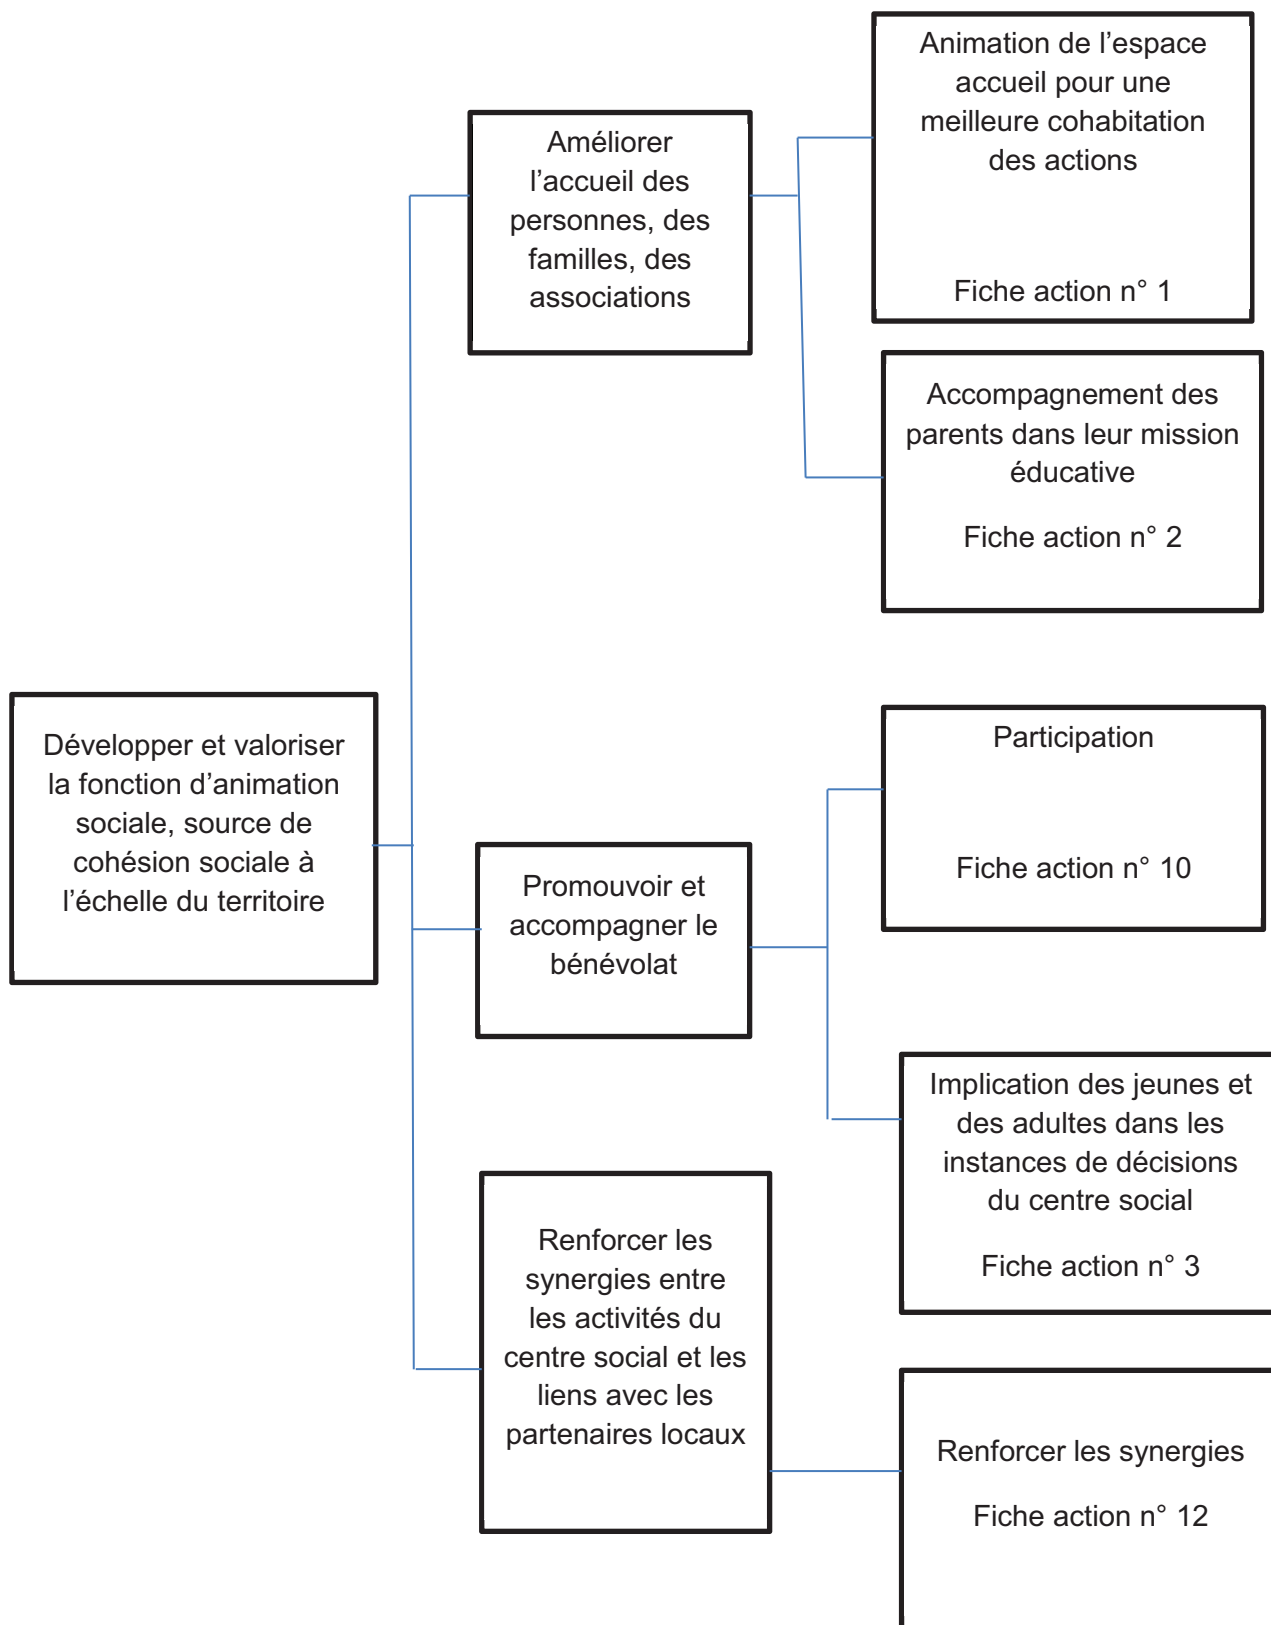 Animation de l’espace
accueil pour une
meilleure cohabitation
des actions
Fiche action n° 1
Améliorer
l’accueil des
personnes, des
familles, des
associations
Accompagnement des
parents dans leur mission
éducative
Fiche action n° 2
Développer et valoriser
la fonction d’animation
sociale, source de
cohésion sociale à
l’échelle du territoire
Participation
Fiche action n° 10
Promouvoir et
accompagner le
bénévolat
Implication des jeunes et
des adultes dans les
instances de décisions
du centre social
Fiche action n° 3
Renforcer les
synergies entre
les activités du
centre social et les
liens avec les
partenaires locaux
Renforcer les synergies
Fiche action n° 12